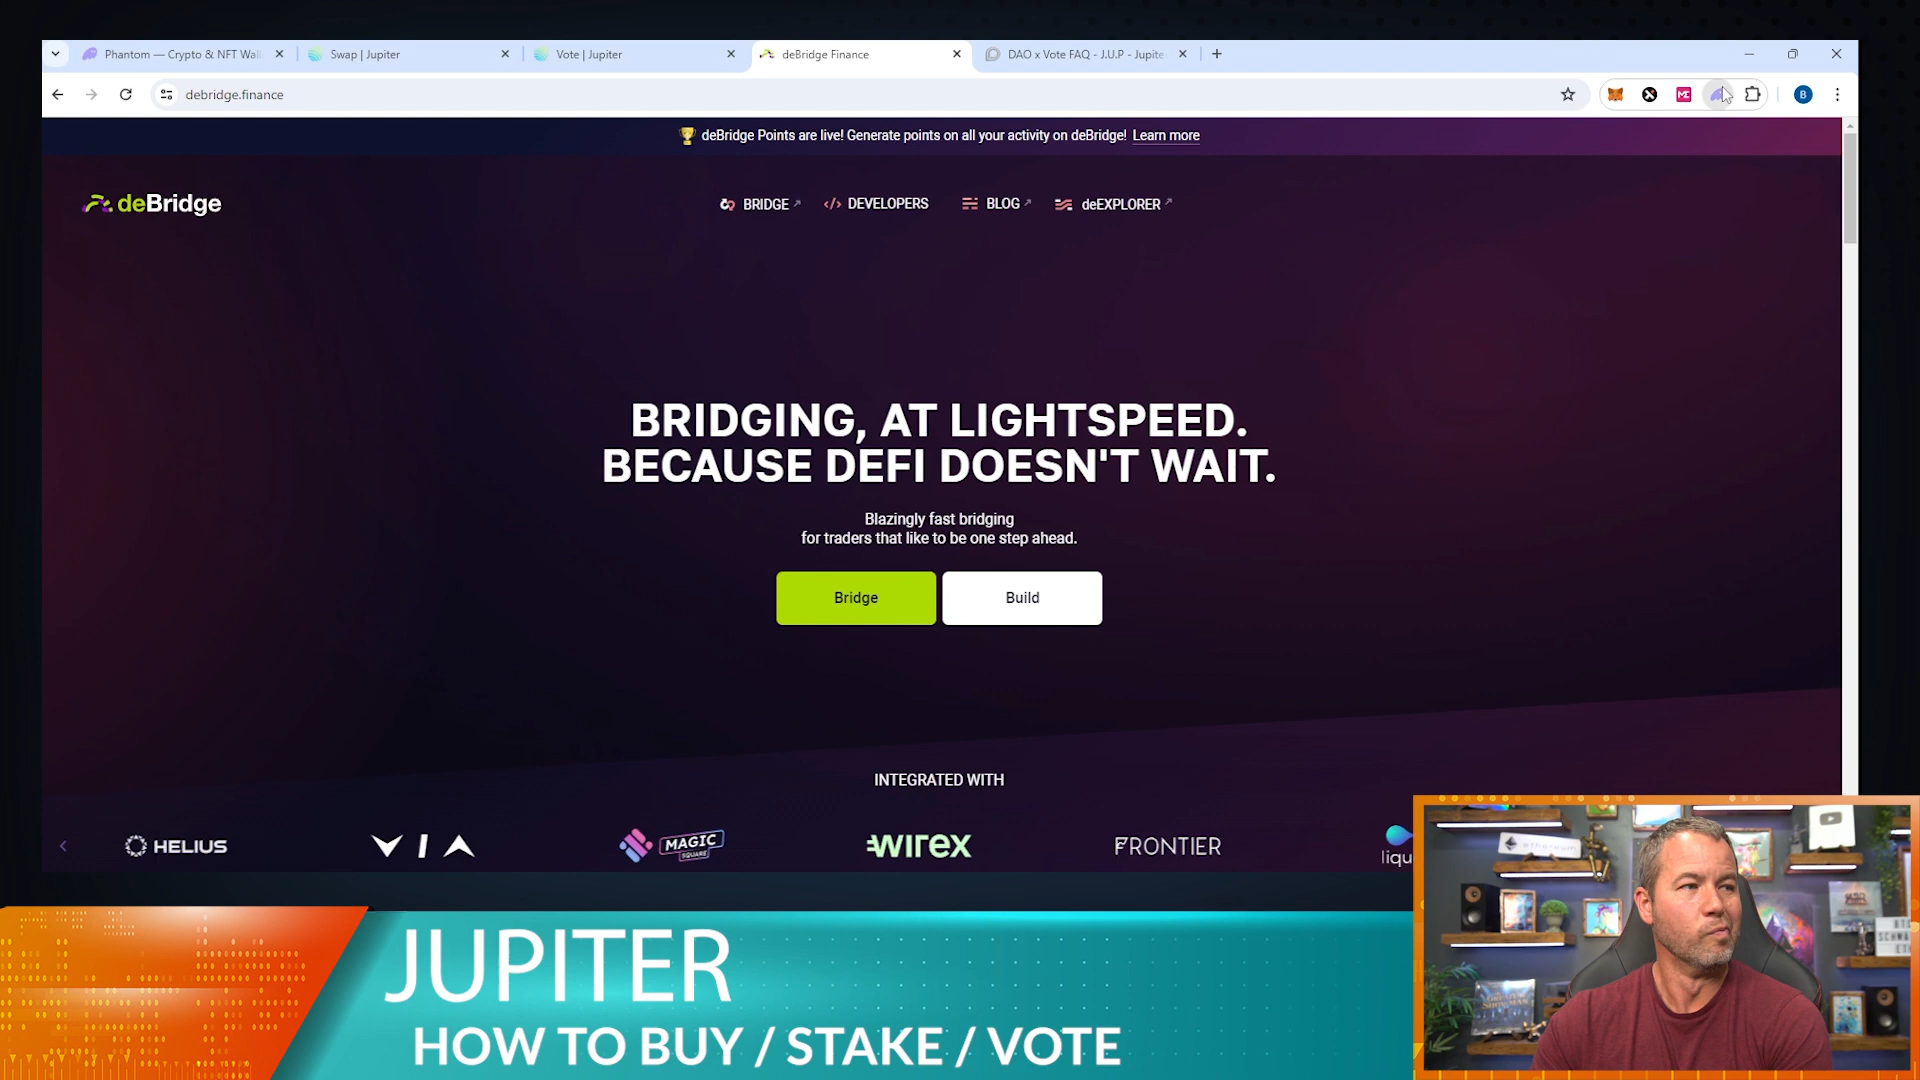 Phantom — Crypto & NFT Wal
Swap | Jupiter
Vote | Jupiter
deBridge Finance
DAO x Vote FAQ - J.U.P - Jupite
debridge.finance
B
deBridge Points are live! Generate points on all your activity on deBridge! Learn more
deBridge
BRIDGE
DEVELOPERS
BLOG
deEXPLORER
BRIDGING, AT LIGHTSPEED.
BECAUSE DEFI DOESN'T WAIT.
Blazingly fast bridging
for traders that like to be one step ahead.
Bridge
Build
INTEGRATED WITH
HELIUS
VIA
MAGIC
SQUARE
WIREX
FRONTIER
liqu
ethereum
JUPITER
HOW TO BUY / STAKE / VOTE